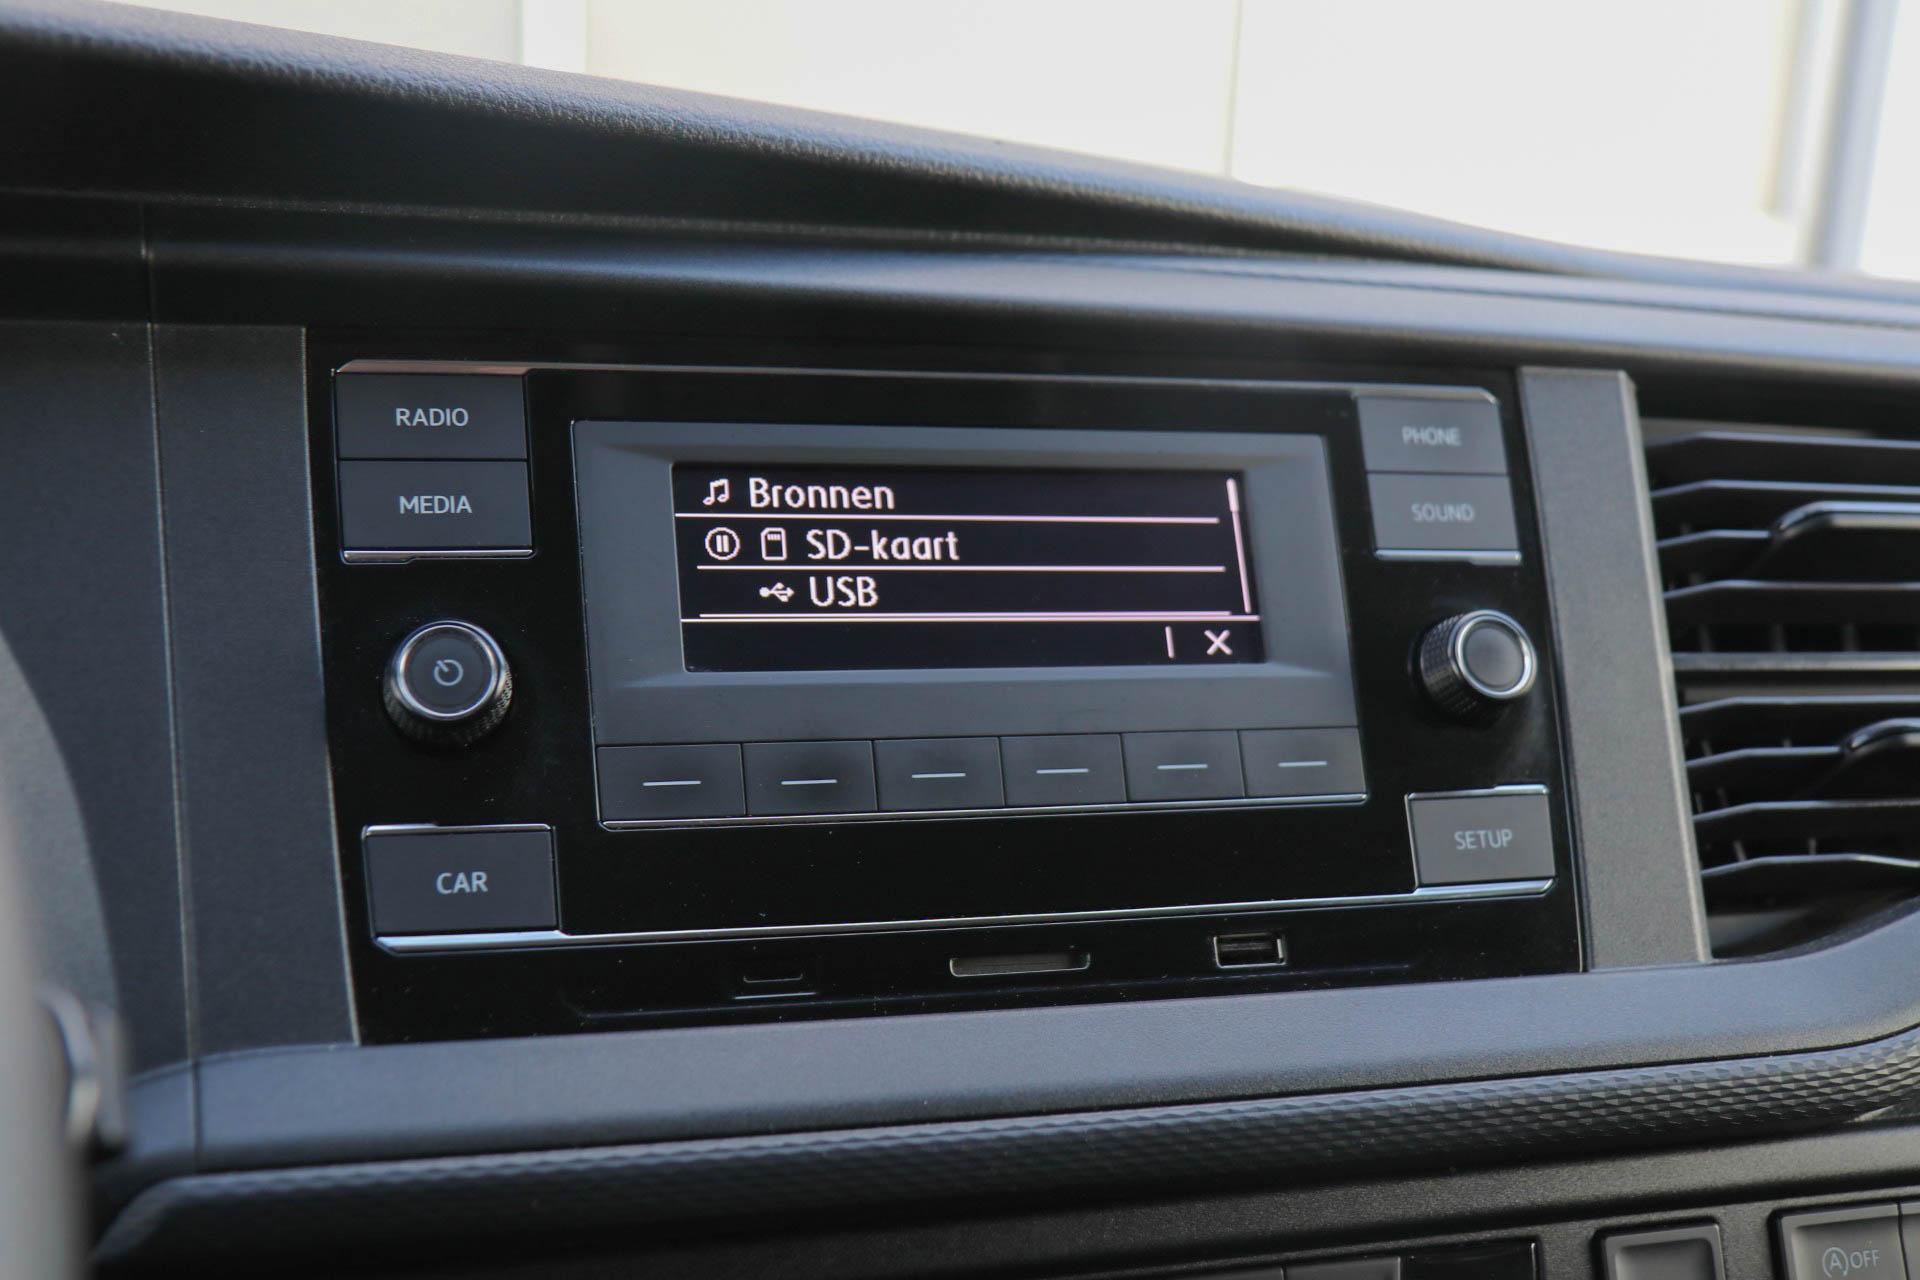 RADIO
MEDIA
CAR
Bronnen
SD-kaart
USB
PHONE
SOUND
SETUP
A OFF